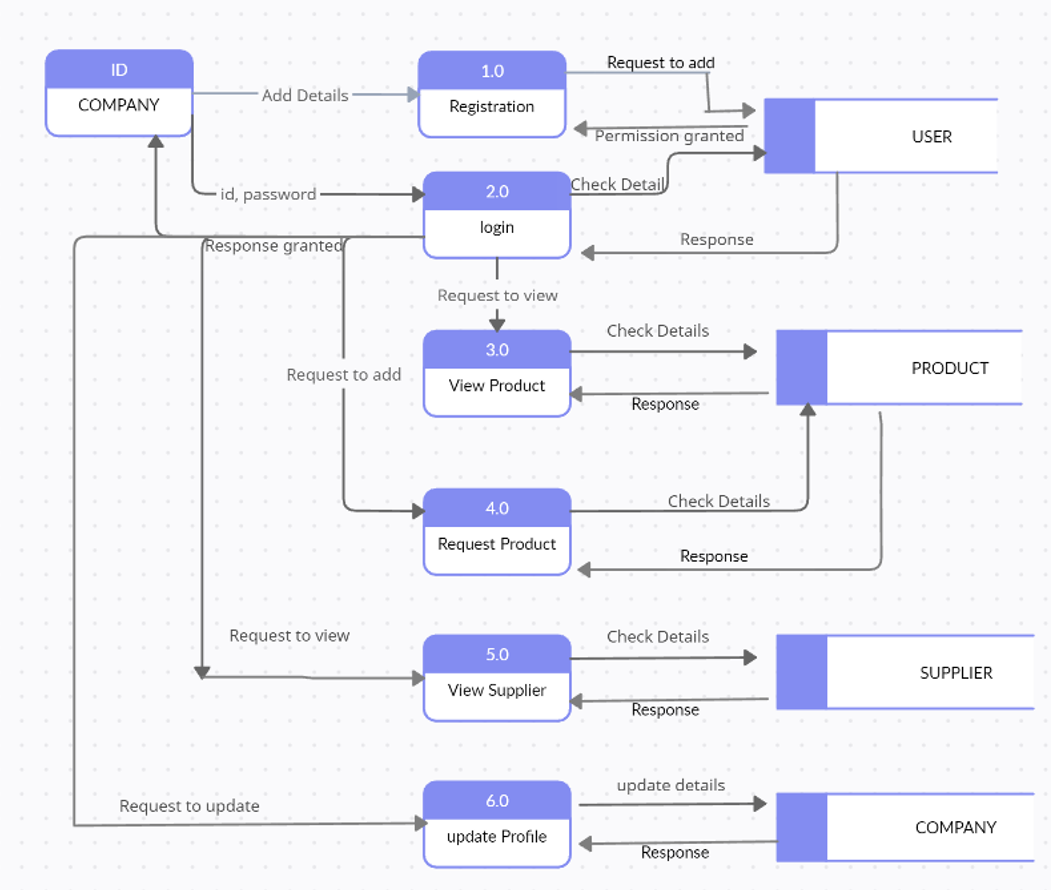 ID
COMPANY
Add Details
1.0
Registration
Request to add
Permission granted
USER
id, password
2.0
login
Check Detail
Response granted
Response
Request to view
3.0
View Product
Check Details
Response
PRODUCT
Request to add
4.0
Request Product
Check Details
Response
Request to view
5.0
View Supplier
Check Details
Response
SUPPLIER
Request to update
6.0
update Profile
update details
Response
COMPANY